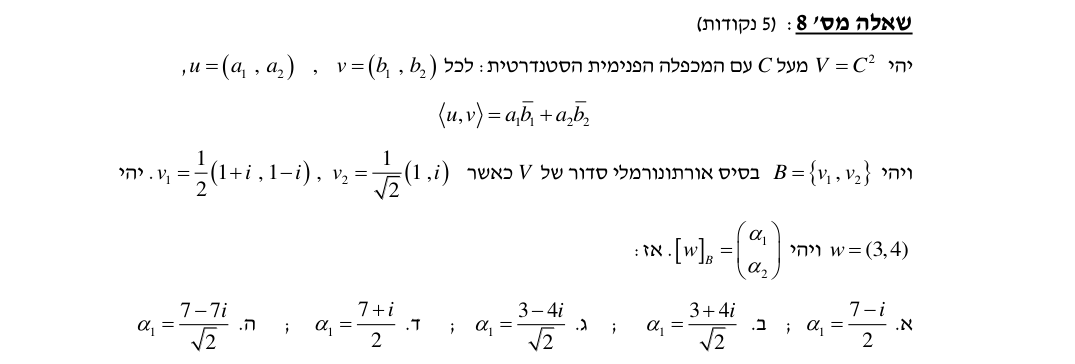 שאלה מס' 8 : (5 נקודות)
יהי V = C² מעל C עם המכפלה הפנימית הסטנדרטית : לכל u = (a₁ , a₂) , v = (b₁ , b₂),
⟨u,v⟩ = a₁b̅₁ + a₂b̅₂
ויהי B = {v₁ , v₂} בסיס אורתונורמלי סדור של V כאשר v₁ = 1/2 (1+i , 1−i) , v₂ = 1/√2 (1 ,i) . יהי
w = (3,4) ויהי [w]_B = (α₁ α₂) . אז :
א. α₁ = (7−i)/2 ; ב. α₁ = (3+4i)/√2 ; ג. α₁ = (3−4i)/√2 ; ד. α₁ = (7+i)/2 ; ה. α₁ = (7−7i)/√2